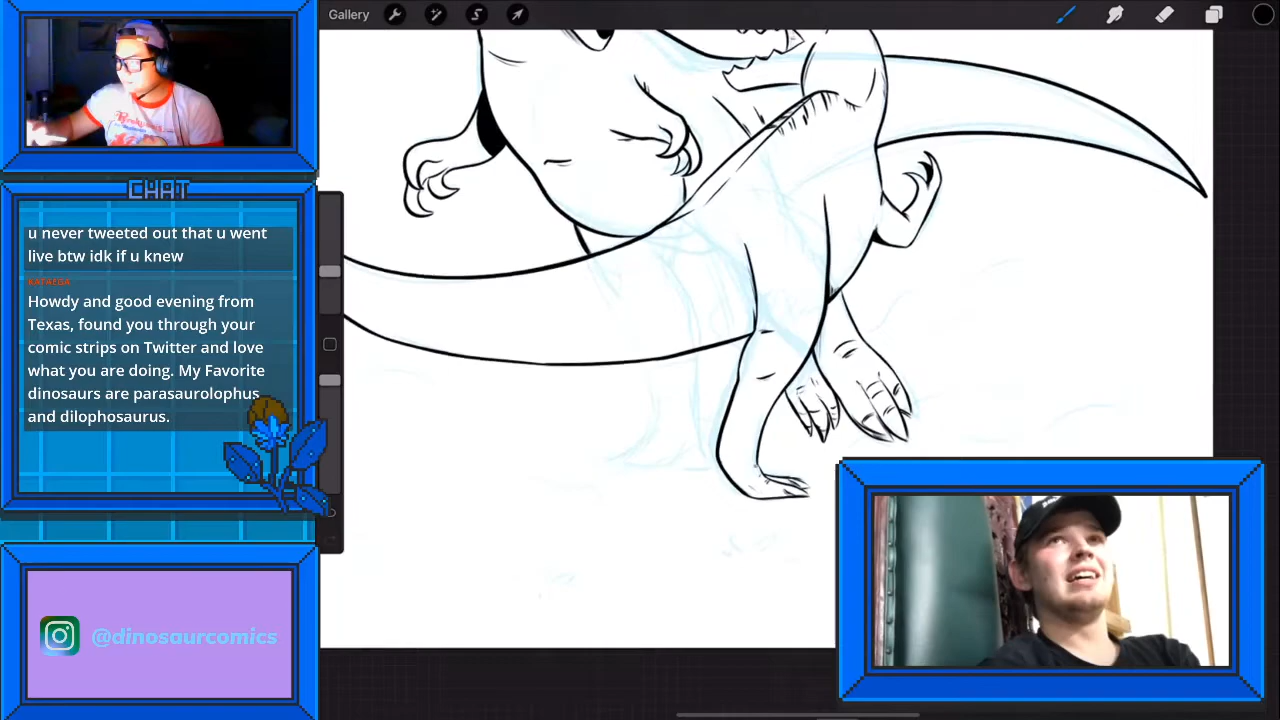 Gallery
CHAT
u never tweeted out that u went
live btw idk if u knew
KATREISA
Howdy and good evening from
Texas, found you through your
comic strips on Twitter and love
what you are doing. My Favorite
dinosaurs are parasaurolophus
and dilophosaurus.
@dinosaurcomics